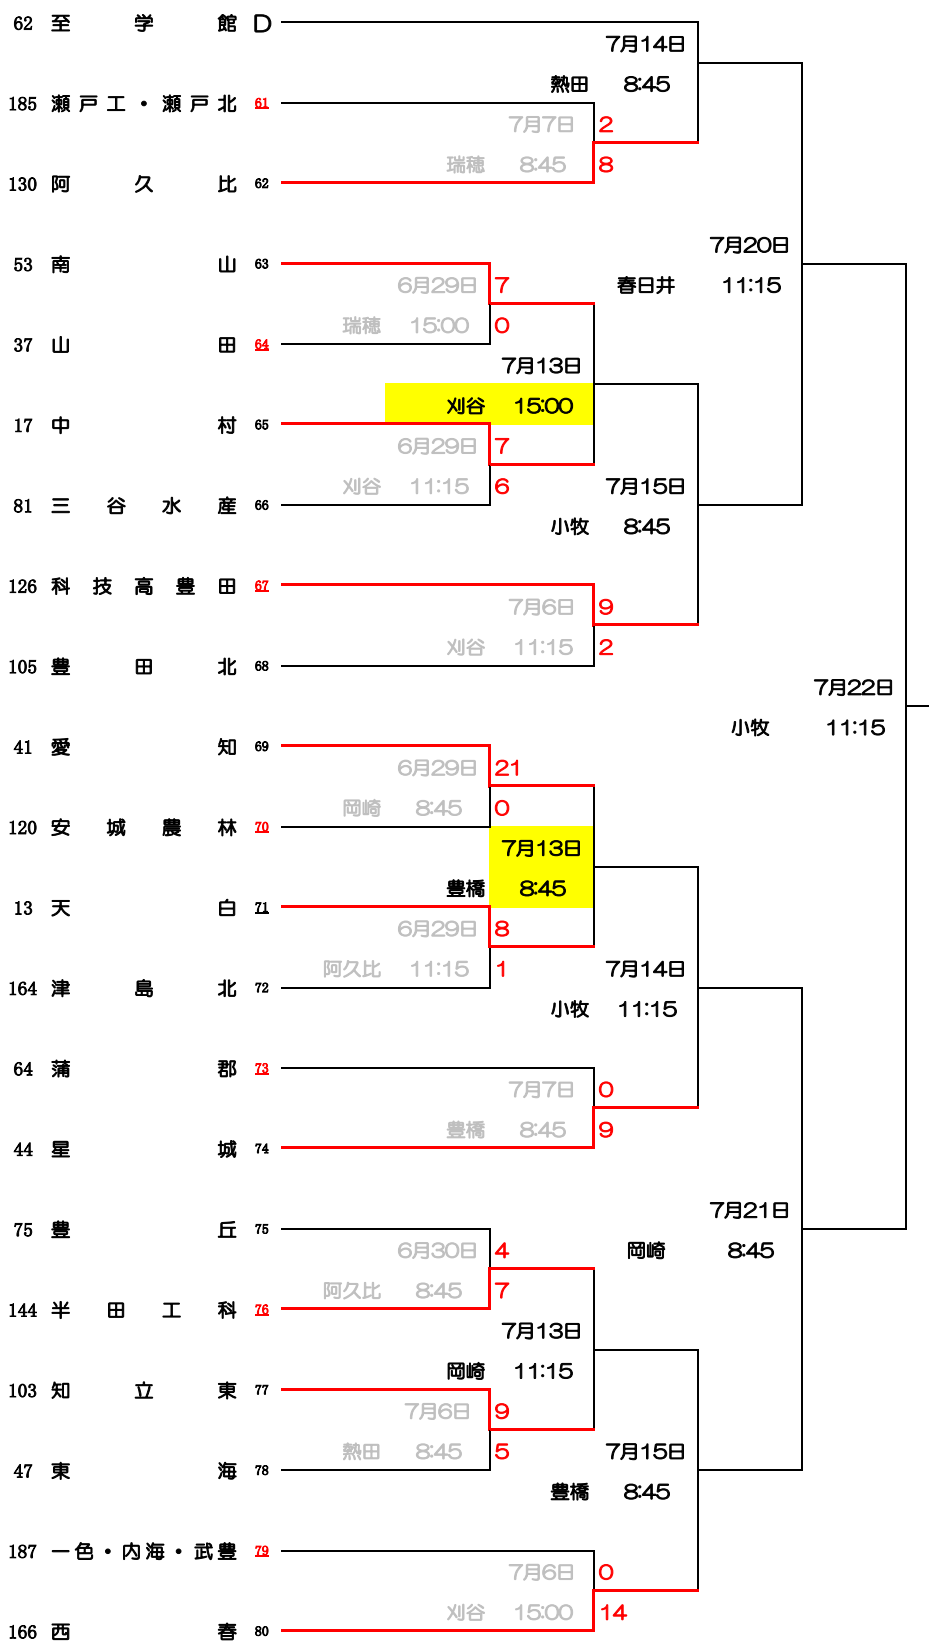 62 至学館 D
7月14日
熱田 8:45
185 瀬戸工・瀬戸北 61
7月7日 2
瑞穂 8:45 8
130 阿久比 62
7月20日
春日井 11:15
53 南山 63
6月29日 7
瑞穂 15:00 0
37 山田 64
7月13日
刈谷 15:00
17 中村 65
6月29日 7
刈谷 11:15 6
7月15日
81 三谷水産 66
小牧 8:45
126 科技高豊田 67
7月6日 9
刈谷 11:15 2
105 豊田北 68
7月22日
小牧 11:15
41 愛知 69
6月29日 21
岡崎 8:45 0
120 安城農林 70
7月13日
豊橋 8:45
13 天白 71
6月29日 8
阿久比 11:15 1
7月14日
164 津島北 72
小牧 11:15
64 蒲郡 73
7月7日 0
豊橋 8:45 9
44 星城 74
7月21日
岡崎 8:45
75 豊丘 75
6月30日 4
阿久比 8:45 7
144 半田工科 76
7月13日
岡崎 11:15
103 知立東 77
7月6日 9
熱田 8:45 5
7月15日
47 東海 78
豊橋 8:45
187 一色・内海・武豊 79
7月6日 0
刈谷 15:00 14
166 西春 80